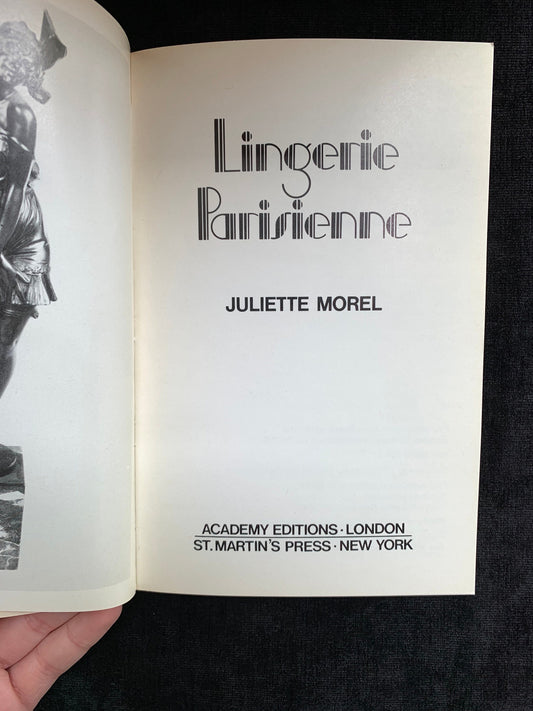 Lingerie
Parisienne
JULIETTE MOREL
ACADEMY EDITIONS · LONDON
ST. MARTIN'S PRESS · NEW YORK